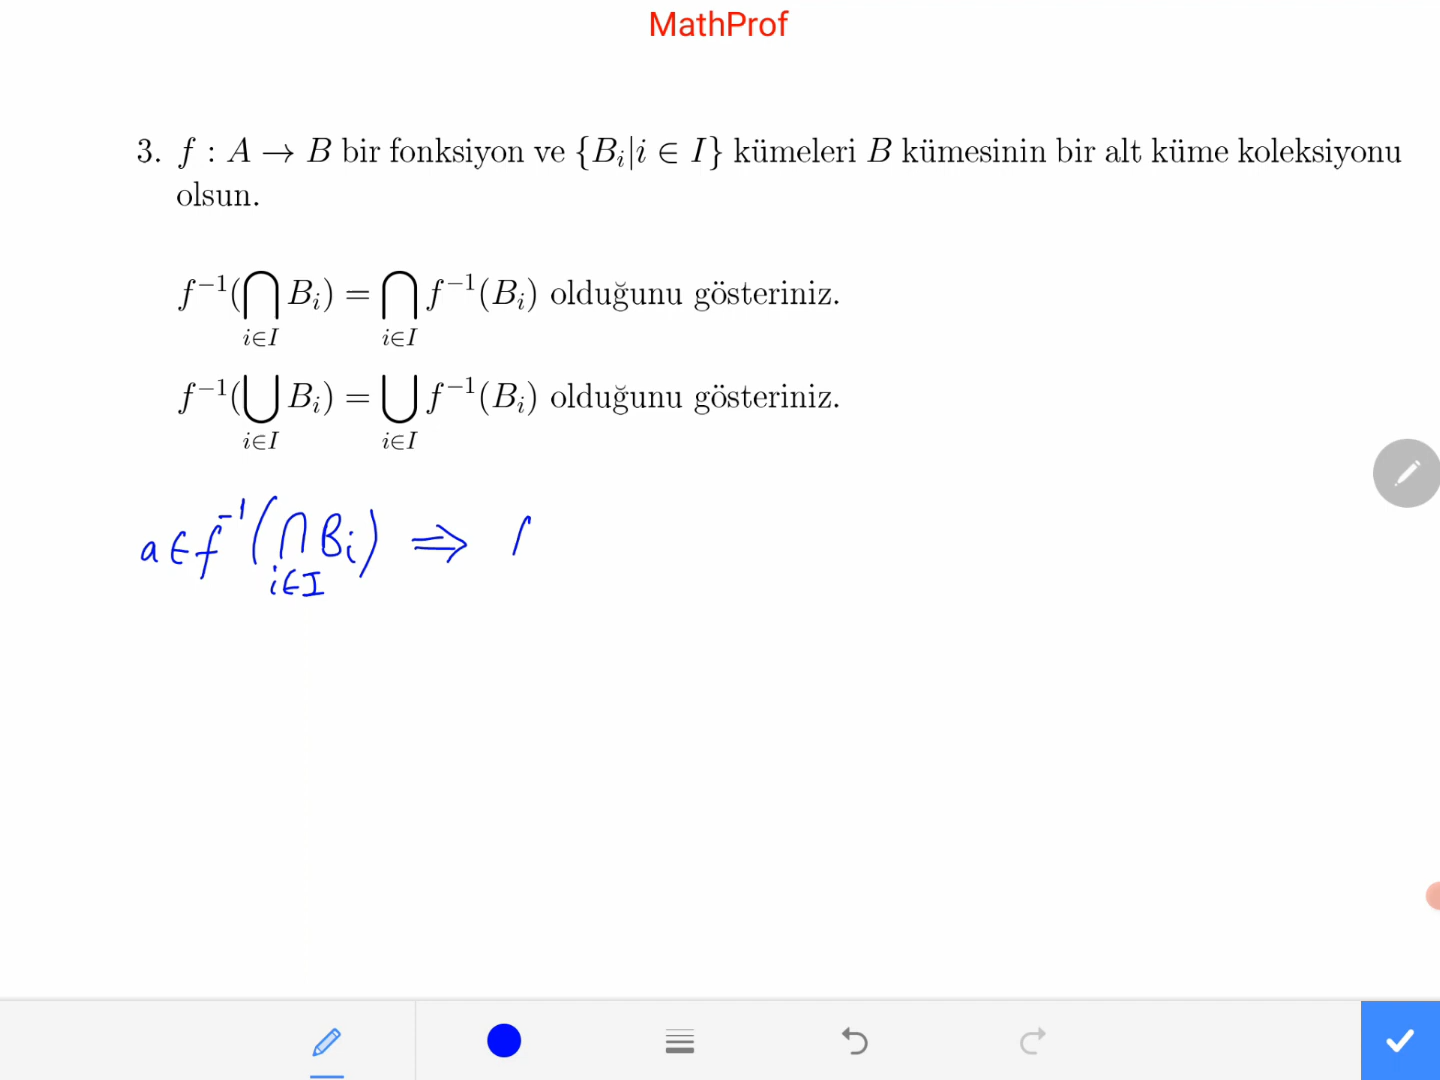 MathProf
3. f : A → B bir fonksiyon ve {B_i|i ∈ I} kümeleri B kümesinin bir alt küme koleksiyonu
olsun.
f⁻¹(⋂_{i∈I} B_i) = ⋂_{i∈I} f⁻¹(B_i) olduğunu gösteriniz.
f⁻¹(⋃_{i∈I} B_i) = ⋃_{i∈I} f⁻¹(B_i) olduğunu gösteriniz.
a ∈ f⁻¹(⋂_{i∈I} B_i) ⇒